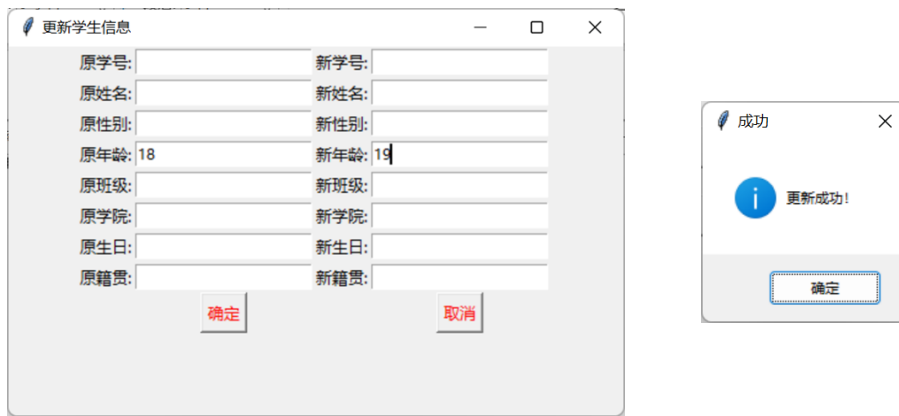 更新学生信息
原学号: 新学号:
原姓名: 新姓名:
原性别: 新性别:
原年龄: 18 新年龄: 19
原班级: 新班级:
原学院: 新学院:
原生日: 新生日:
原籍贯: 新籍贯:
确定 取消
成功
更新成功!
确定